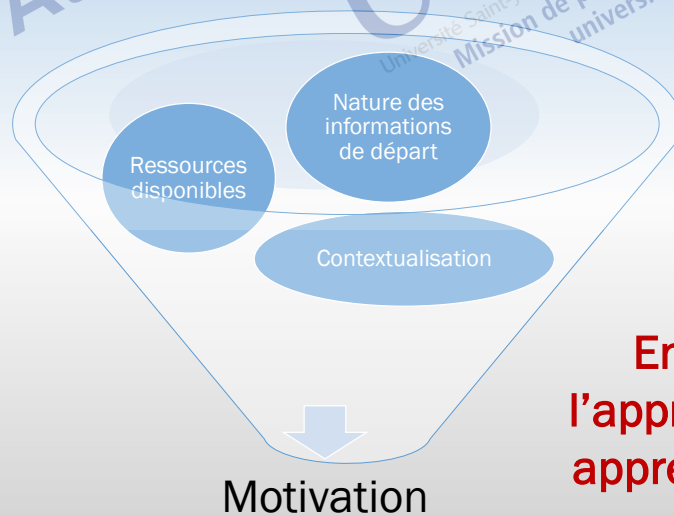 Université Saint-
Mission de p
univers
Nature des
informations
de départ
Ressources
disponibles
Contextualisation
En
l'appr
appre
Motivation